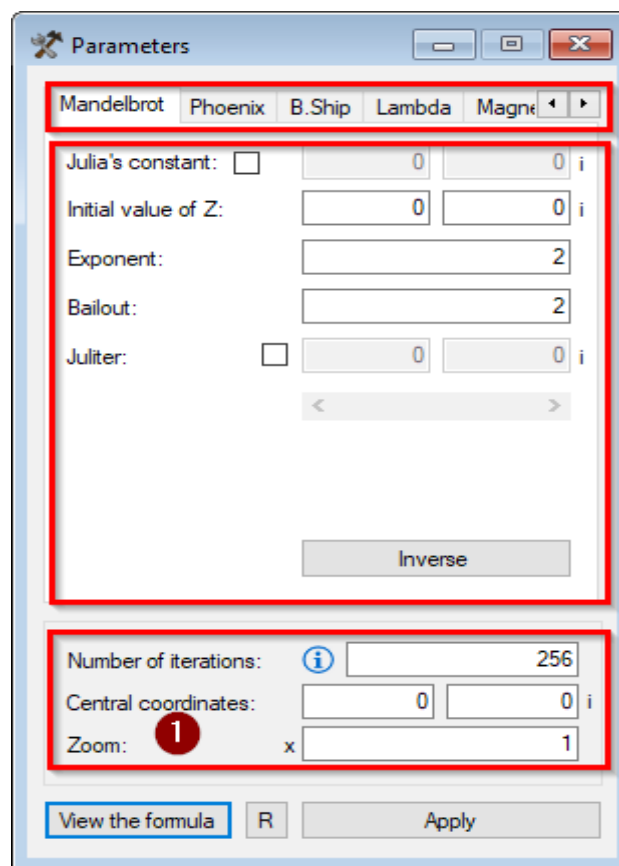 Parameters
Mandelbrot Phoenix B.Ship Lambda Magne
Julia's constant: 0 0 i
Initial value of Z: 0 0 i
Exponent: 2
Bailout: 2
Juliter: 0 0 i
Inverse
Number of iterations: 256
Central coordinates: 0 0 i
1
Zoom: x 1
View the formula R Apply